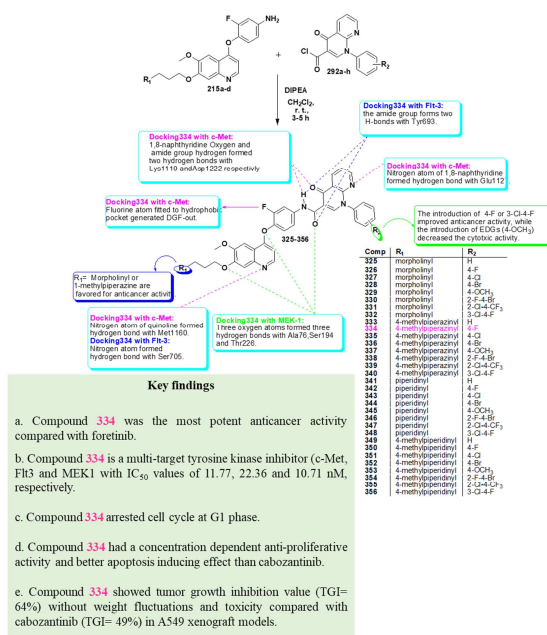 F
NH2
O
O
N
N
Cl
O
R2
R1
O
N
215a-d
+
292a-h
DIPEA
CH2Cl2,
r. t.,
3-5 h
Docking334 with Flt-3:
the amide group forms two
H-bonds with Tyr693.
Docking334 with c-Met:
1,8-naphthyridine Oxygen and
amide group hydrogen formed
two hydrogen bonds with
Lys1110 and Asp1222 respectivly
Docking334 with c-Met:
Nitrogen atom of 1,8-naphthyridine
formed hydrogen bond with Glu112
Docking334 with c-Met:
Fluorine atom fitted to hydrophobic
pocket generated DGF-out.
325-356
The introduction of 4-F or 3-Cl-4-F
improved anticancer activity, while
the introduction of EDGs (4-OCH3)
decreased the cytotxic activity.
R1= Morpholinyl or
1-methylpiperazine are
favored for anticancer activity
Docking334 with c-Met:
Nitrogen atom of quinoline formed
hydrogen bond with Met1160.
Docking334 with Flt-3:
Nitrogen atom formed
hydrogen bond with Ser705.
Docking334 with MEK-1:
Three oxygen atoms formed three
hydrogen bonds with Ala76,Ser194
and Thr226.
Comp R1 R2
325 morpholinyl H
326 morpholinyl 4-F
327 morpholinyl 4-Cl
328 morpholinyl 4-Br
329 morpholinyl 4-OCH3
330 morpholinyl 2-F-4-Br
331 morpholinyl 2-Cl-4-CF3
332 morpholinyl 3-Cl-4-F
333 4-methylpiperazinyl H
334 4-methylpiperazinyl 4-F
335 4-methylpiperazinyl 4-Cl
336 4-methylpiperazinyl 4-Br
337 4-methylpiperazinyl 4-OCH3
338 4-methylpiperazinyl 2-F-4-Br
339 4-methylpiperazinyl 2-Cl-4-CF3
340 4-methylpiperazinyl 3-Cl-4-F
341 piperidinyl H
342 piperidinyl 4-F
343 piperidinyl 4-Cl
344 piperidinyl 4-Br
345 piperidinyl 4-OCH3
346 piperidinyl 2-F-4-Br
347 piperidinyl 2-Cl-4-CF3
348 piperidinyl 3-Cl-4-F
349 4-methylpiperidinyl H
350 4-methylpiperidinyl 4-F
351 4-methylpiperidinyl 4-Cl
352 4-methylpiperidinyl 4-Br
353 4-methylpiperidinyl 4-OCH3
354 4-methylpiperidinyl 2-F-4-Br
355 4-methylpiperidinyl 2-Cl-4-CF3
356 4-methylpiperidinyl 3-Cl-4-F
Key findings
a. Compound 334 was the most potent anticancer activity
compared with foretinib.
b. Compound 334 is a multi-target tyrosine kinase inhibitor (c-Met,
Flt3 and MEK1 with IC50 values of 11.77, 22.36 and 10.71 nM,
respectively.
c. Compound 334 arrested cell cycle at G1 phase.
d. Compound 334 had a concentration dependent anti-proliferative
activity and better apoptosis inducing effect than cabozantinib.
e. Compound 334 showed tumor growth inhibition value (TGI=
64%) without weight fluctuations and toxicity compared with
cabozantinib (TGI= 49%) in A549 xenograft models.